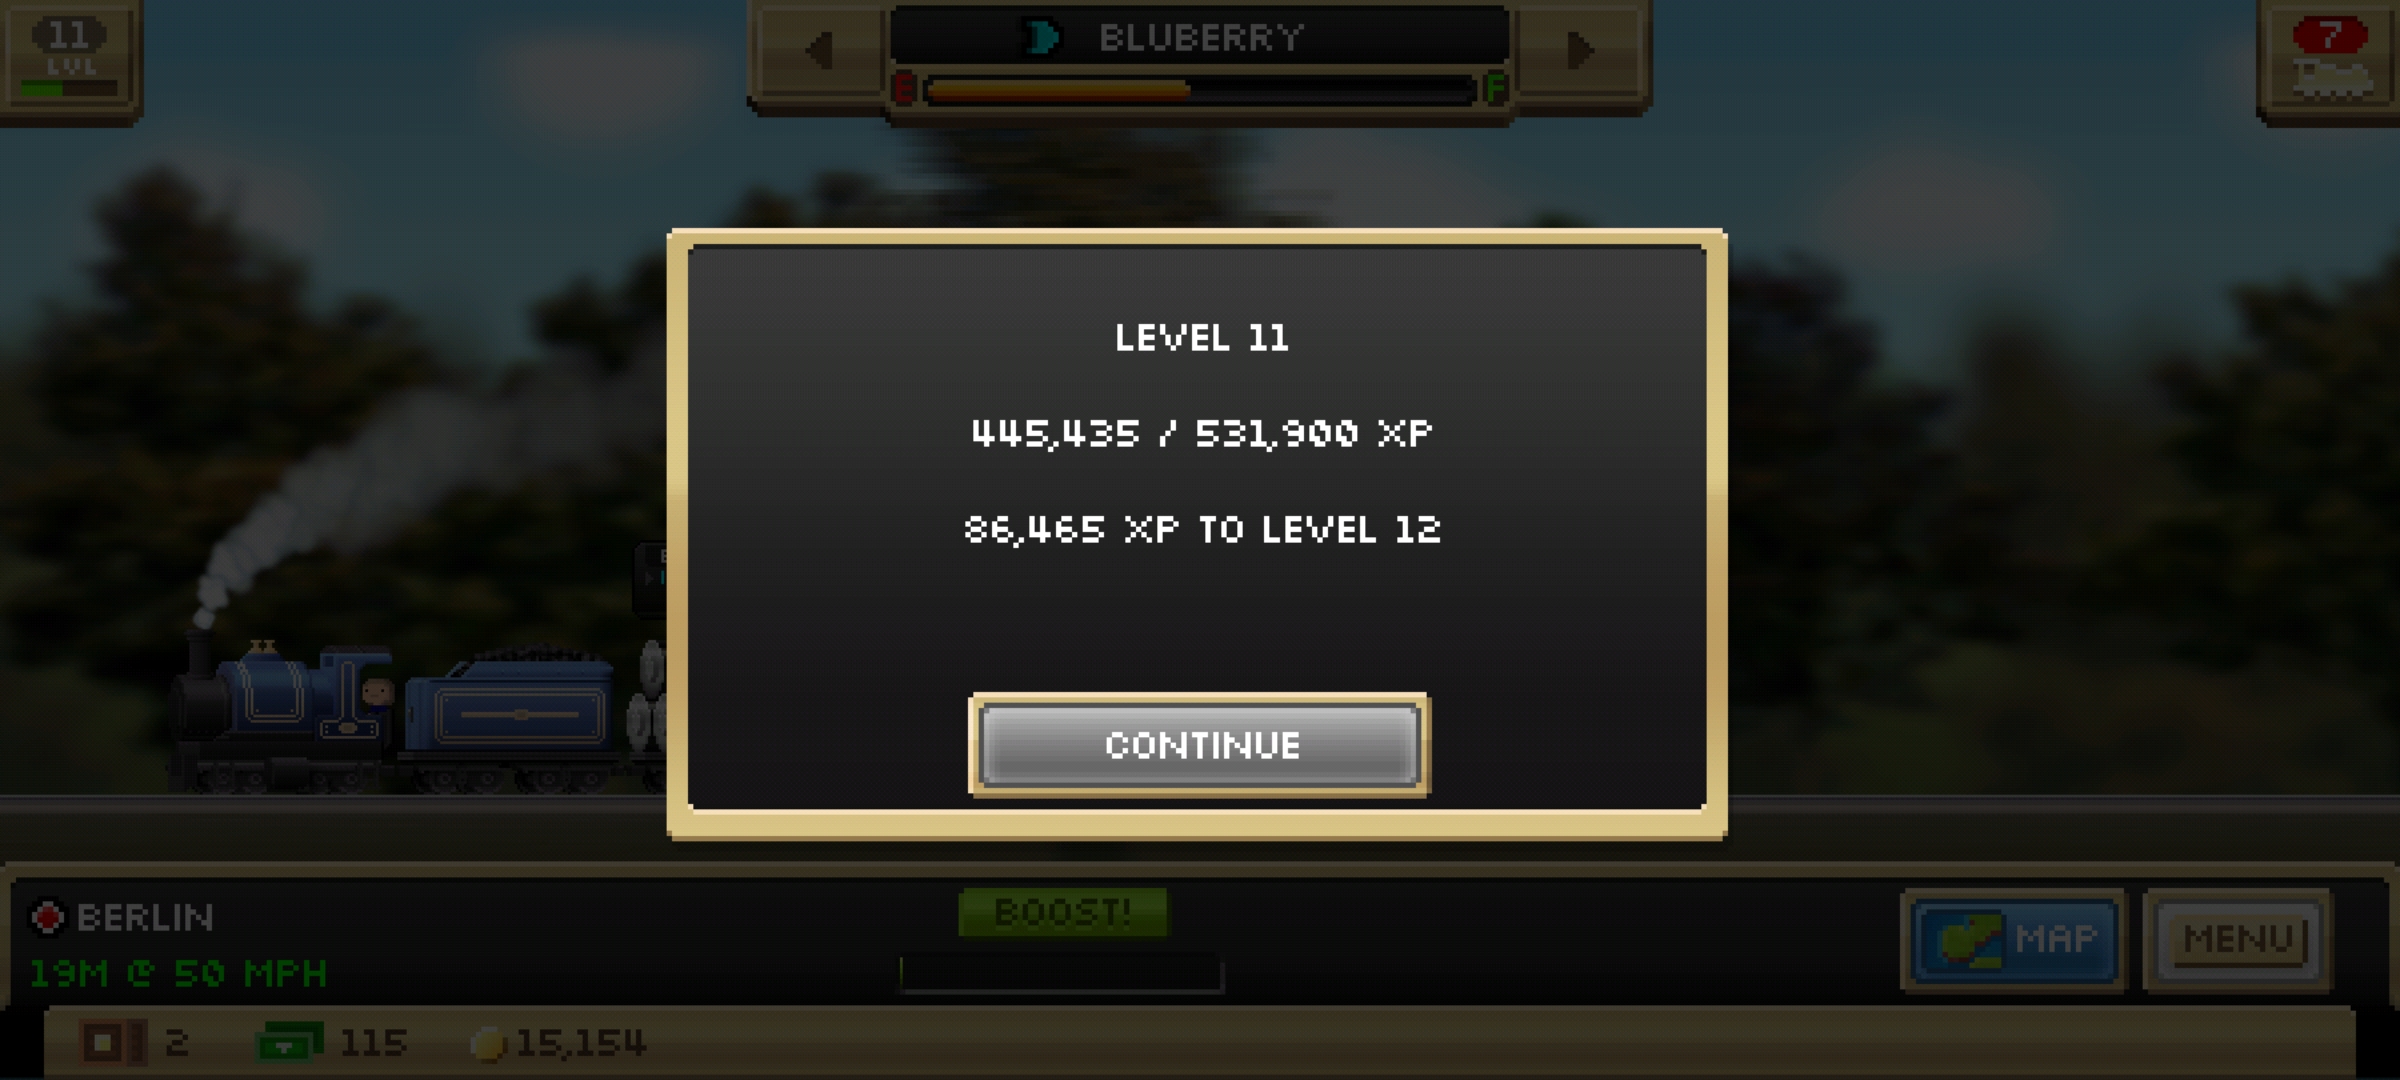 11
LVL
BLUBERRY
E F
7
LEVEL 11
445,435 / 531,900 XP
86,465 XP TO LEVEL 12
CONTINUE
BERLIN
19M @ 50 MPH
BOOST!
MAP
MENU
2
115
15,154